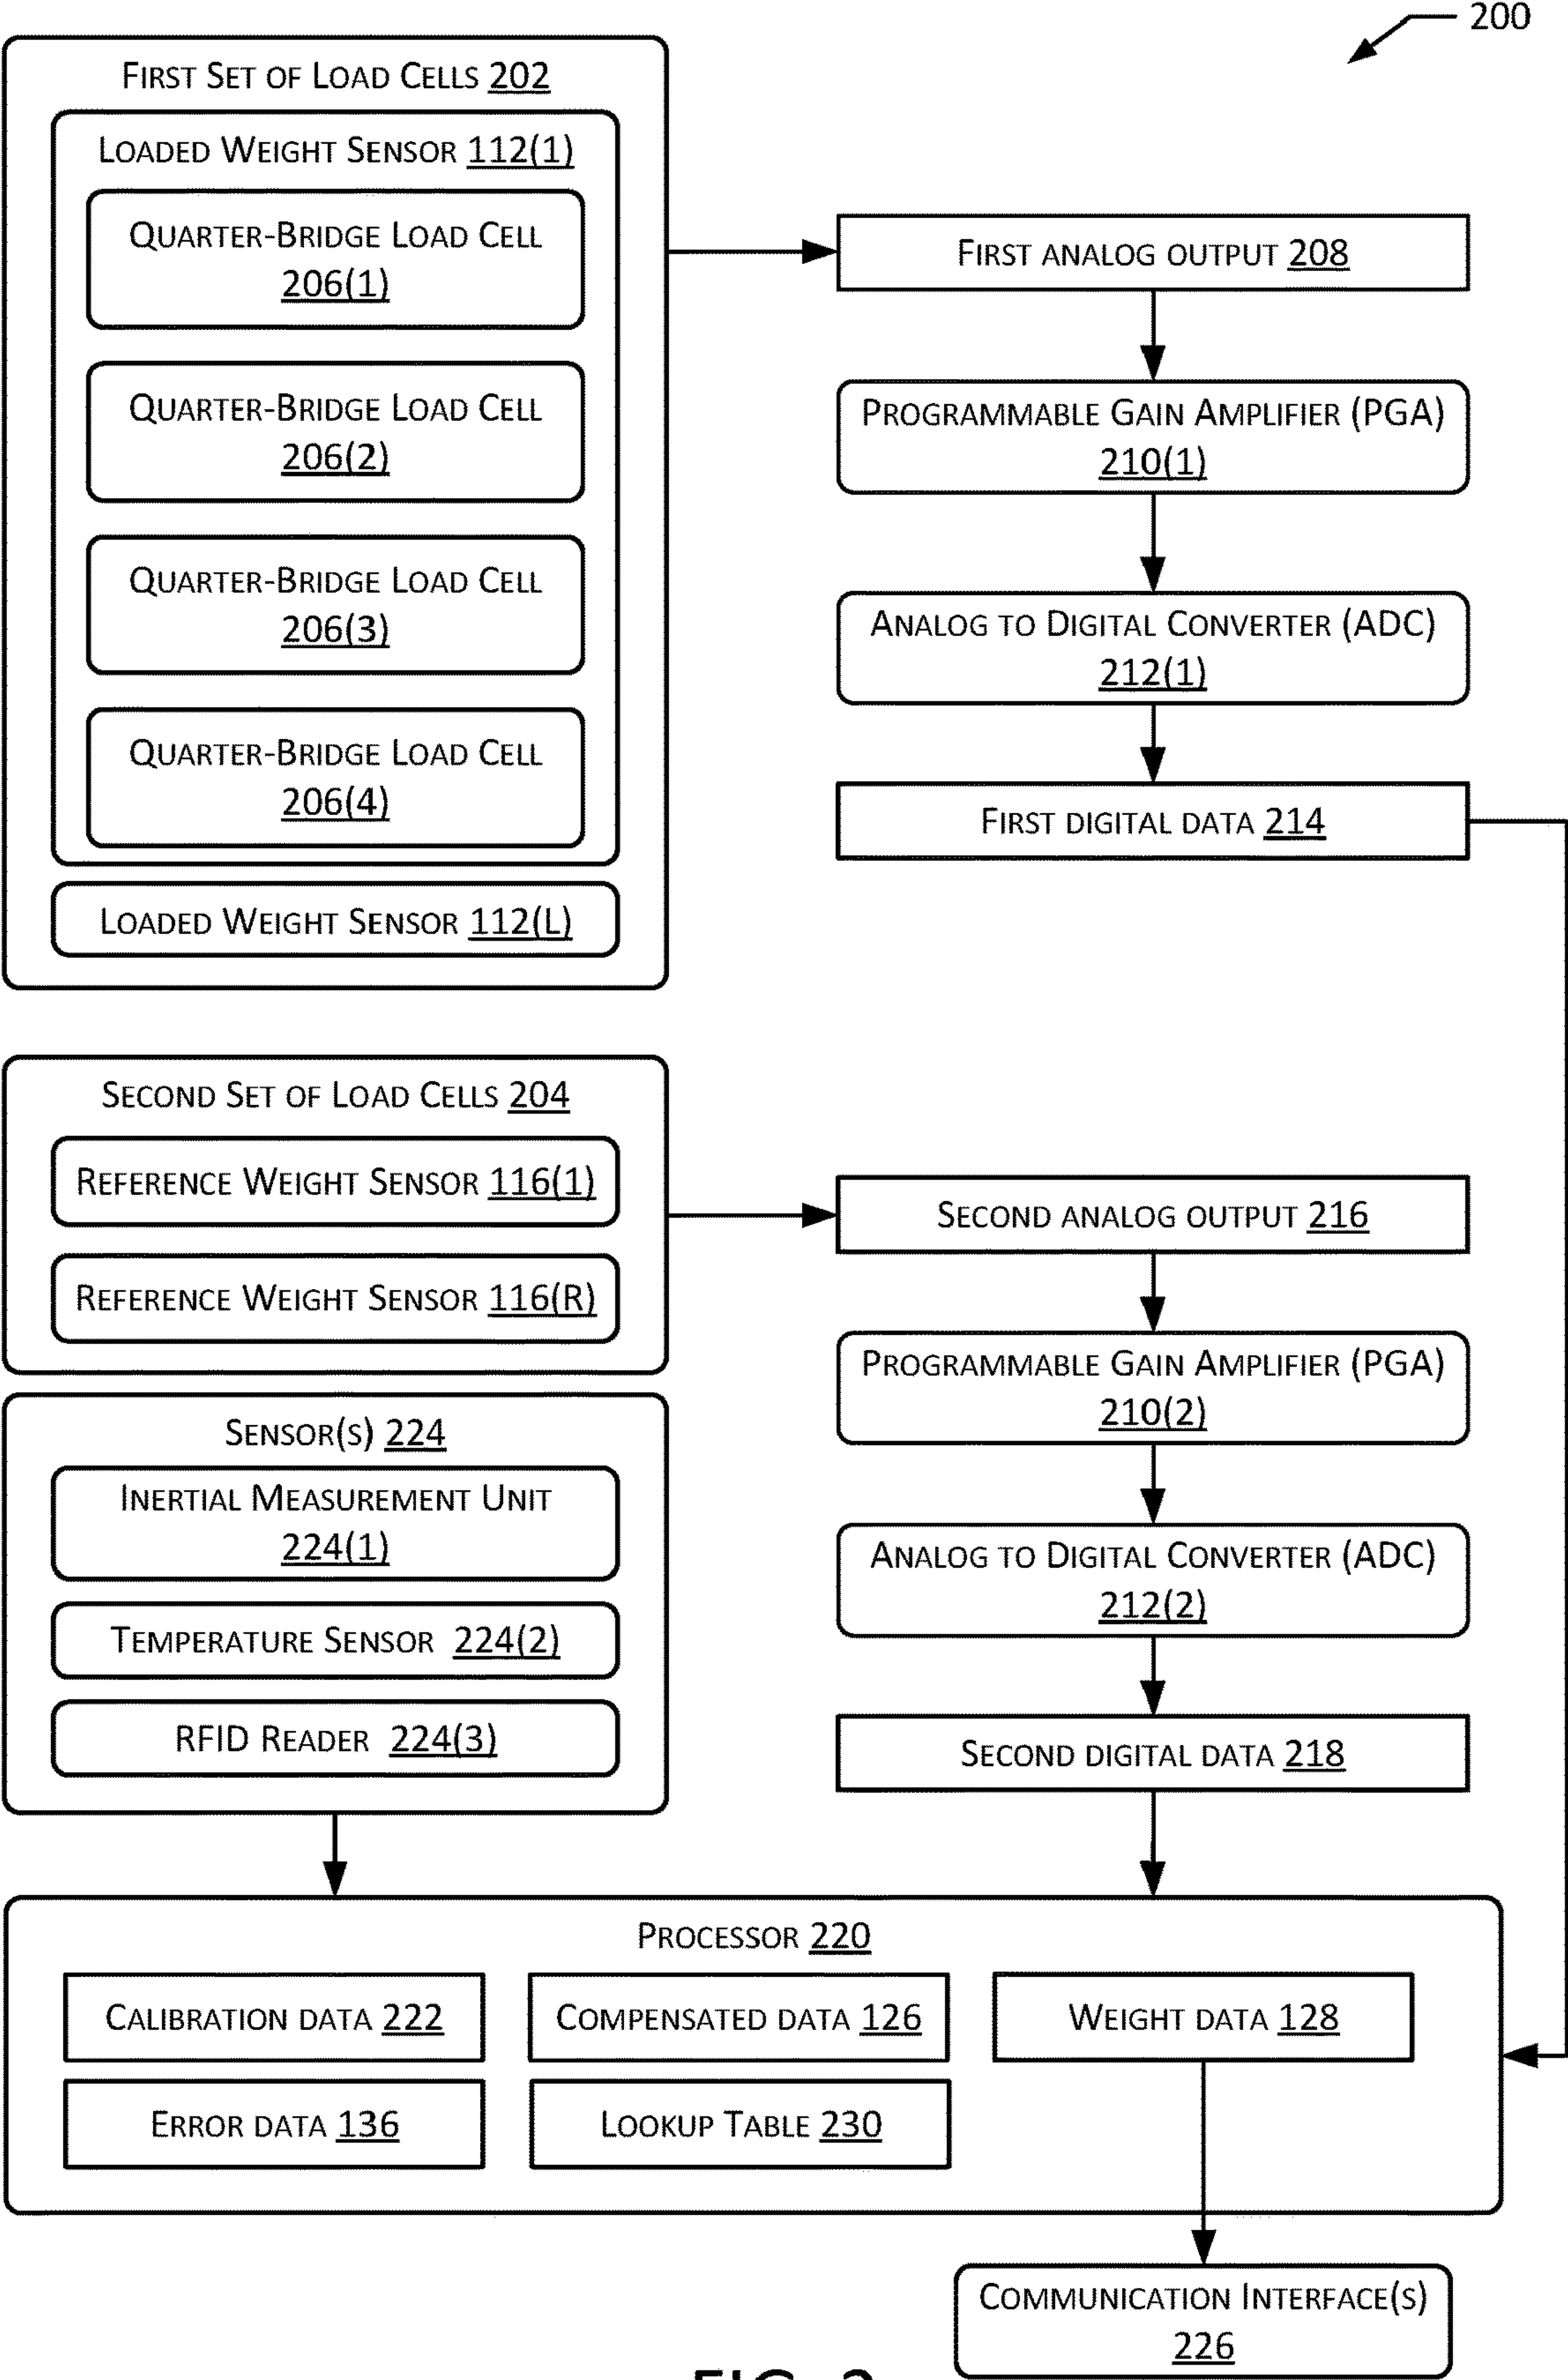 200
First Set of Load Cells 202
Loaded Weight Sensor 112(1)
Quarter-Bridge Load Cell
206(1)
Quarter-Bridge Load Cell
206(2)
Quarter-Bridge Load Cell
206(3)
Quarter-Bridge Load Cell
206(4)
Loaded Weight Sensor 112(L)
First analog output 208
Programmable Gain Amplifier (PGA)
210(1)
Analog to Digital Converter (ADC)
212(1)
First digital data 214
Second Set of Load Cells 204
Reference Weight Sensor 116(1)
Reference Weight Sensor 116(R)
Sensor(s) 224
Inertial Measurement Unit
224(1)
Temperature Sensor 224(2)
RFID Reader 224(3)
Second analog output 216
Programmable Gain Amplifier (PGA)
210(2)
Analog to Digital Converter (ADC)
212(2)
Second digital data 218
Processor 220
Calibration data 222
Compensated data 126
Weight data 128
Error data 136
Lookup Table 230
Communication Interface(s)
226
FIG. 2